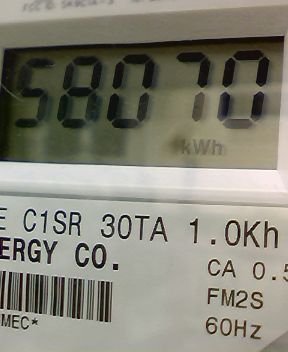 58070
kWh
E C1SR 30TA 1.0Kh
ERGY CO.
CA 0.5
FM2S
60Hz
MEC*